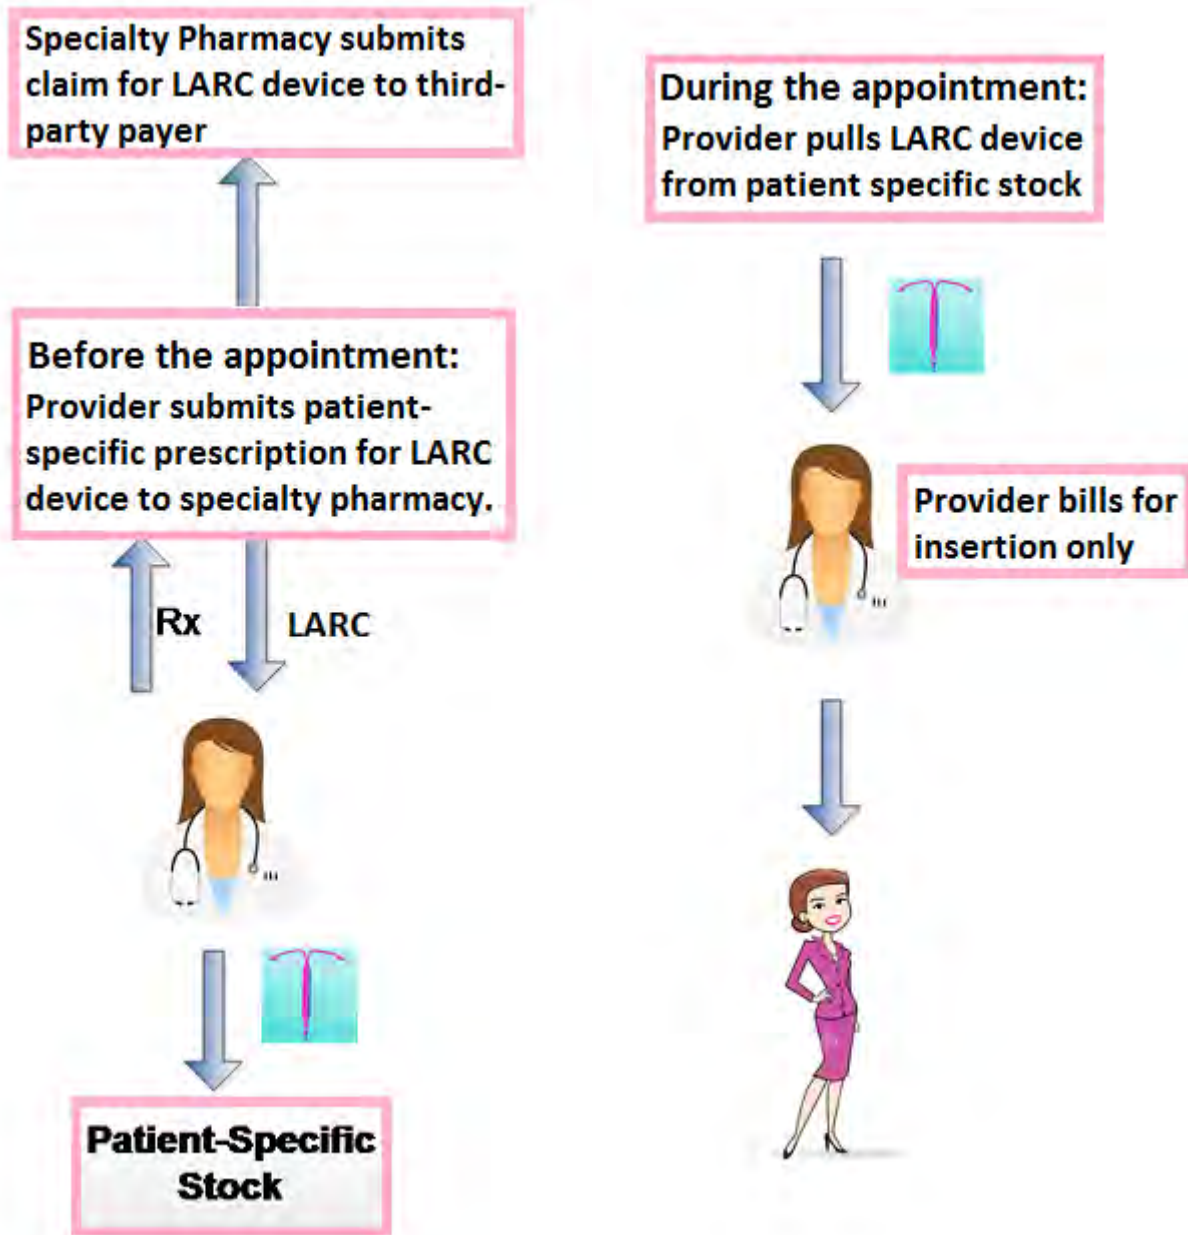 Specialty Pharmacy submits
claim for LARC device to third-
party payer
Before the appointment:
Provider submits patient-
specific prescription for LARC
device to specialty pharmacy.
Rx
LARC
Patient-Specific
Stock
During the appointment:
Provider pulls LARC device
from patient specific stock
Provider bills for
insertion only